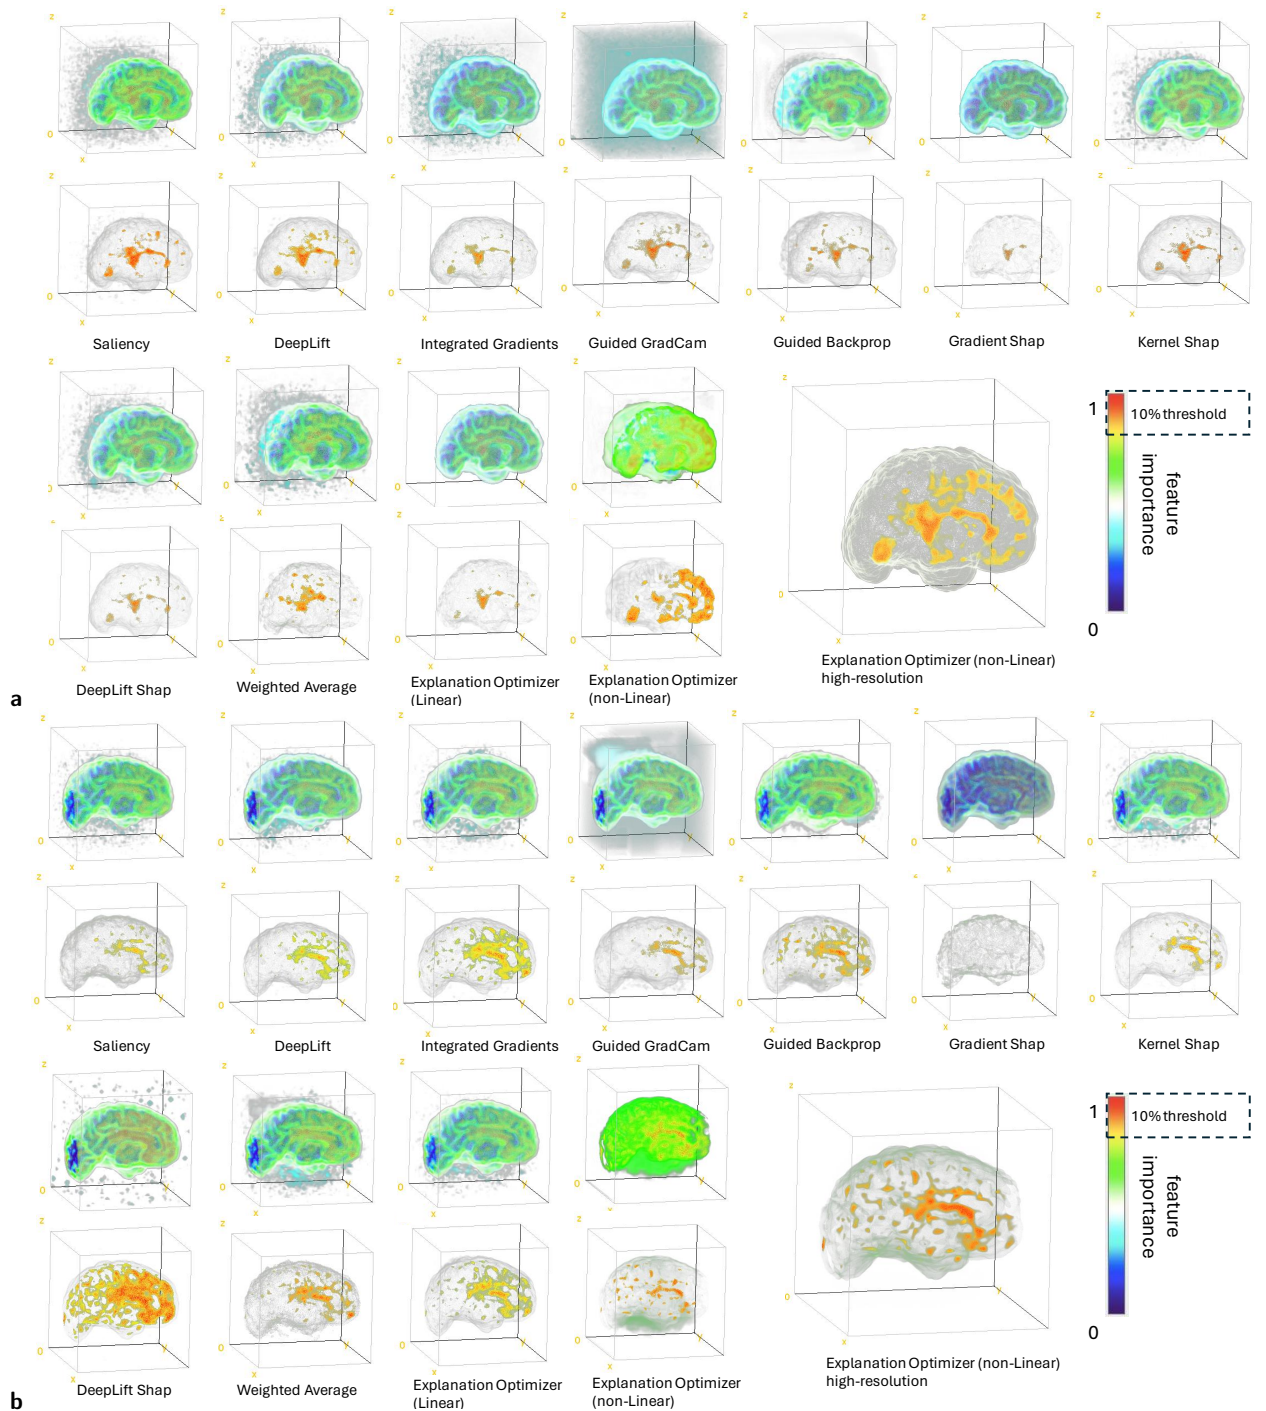 Saliency
DeepLift
Integrated Gradients
Guided GradCam
Guided Backprop
Gradient Shap
Kernel Shap
1
10% threshold
feature
importance
0
DeepLift Shap
Weighted Average
Explanation Optimizer
(Linear)
Explanation Optimizer
(non-Linear)
Explanation Optimizer (non-Linear)
high-resolution
a
Saliency
DeepLift
Integrated Gradients
Guided GradCam
Guided Backprop
Gradient Shap
Kernel Shap
1
10% threshold
feature
importance
0
DeepLift Shap
Weighted Average
Explanation Optimizer
(Linear)
Explanation Optimizer
(non-Linear)
Explanation Optimizer (non-Linear)
high-resolution
b